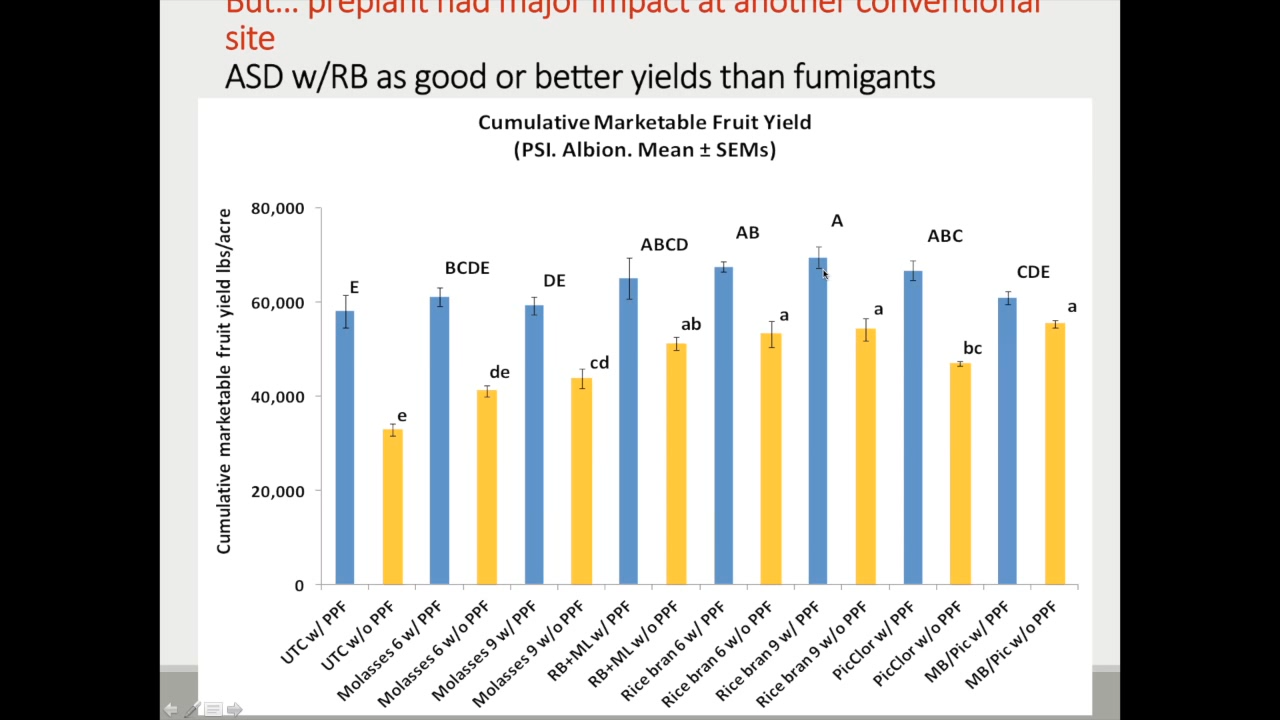 But... preplant had major impact at another conventional
site
ASD w/RB as good or better yields than fumigants
Cumulative Marketable Fruit Yield
(PSI. Albion. Mean ± SEMs)
Cumulative marketable fruit yield lbs/acre
80,000
60,000
40,000
20,000
0
E
e
BCDE
de
DE
cd
ABCD
ab
AB
a
A
a
ABC
bc
CDE
a
UTC w/ PPF
UTC w/o PPF
Molasses 6 w/ PPF
Molasses 6 w/o PPF
Molasses 9 w/ PPF
Molasses 9 w/o PPF
RB+ML w/ PPF
RB+ML w/o PPF
Rice bran 6 w/ PPF
Rice bran 6 w/o PPF
Rice bran 9 w/ PPF
Rice bran 9 w/o PPF
PicClor w/ PPF
PicClor w/o PPF
MB/Pic w/ PPF
MB/Pic w/o PPF